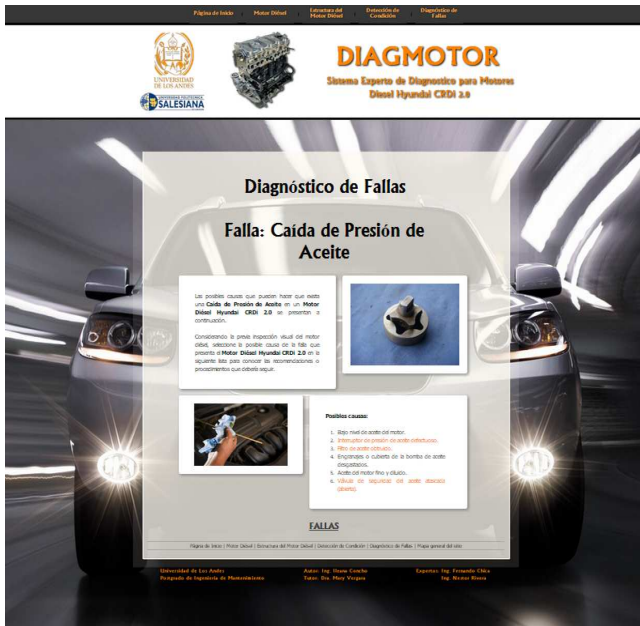 Página de Inicio
Motor Diésel
Estructura del
Motor Diésel
Detección de
Condición
Diagnóstico de
Fallas
UNIVERSIDAD
DE LOS ANDES
UNIVERSIDAD POLITÉCNICA
SALESIANA
DIAGMOTOR
Sistema Experto de Diagnostico para Motores
Diesel Hyundai CRDi 2.0
Diagnóstico de Fallas
Falla: Caída de Presión de
Aceite
Las posibles causas que pueden hacer que exista
una Caída de Presión de Aceite en un Motor
Diésel Hyundai CRDi 2.0 se presentan a
continuación.
Considerando la previa inspección visual del motor
diésel, seleccione la posible causa de la falla que
presenta el Motor Diésel Hyundai CRDi 2.0 en la
siguiente lista para conocer las recomendaciones o
procedimientos que debería seguir.
Posibles causas:
1. Bajo nivel de aceite del motor.
2. Interruptor de presión de aceite defectuoso.
3. Filtro de aceite obstruido.
4. Engranajes o cubierta de la bomba de aceite
desgastados.
5. Aceite del motor fino y diluido.
6. Válvula de seguridad del aceite atascada
(abierta).
FALLAS
Página de Inicio | Motor Diésel | Estructura del Motor Diésel | Detección de Condición | Diagnóstico de Fallas | Mapa general del sitio
Universidad de Los Andes
Postgrado de Ingeniería de Mantenimiento
Autor: Ing. Iliana Concho
Tutor: Dra. Mary Vergara
Expertos: Ing. Fernando Chica
Ing. Néstor Rivera